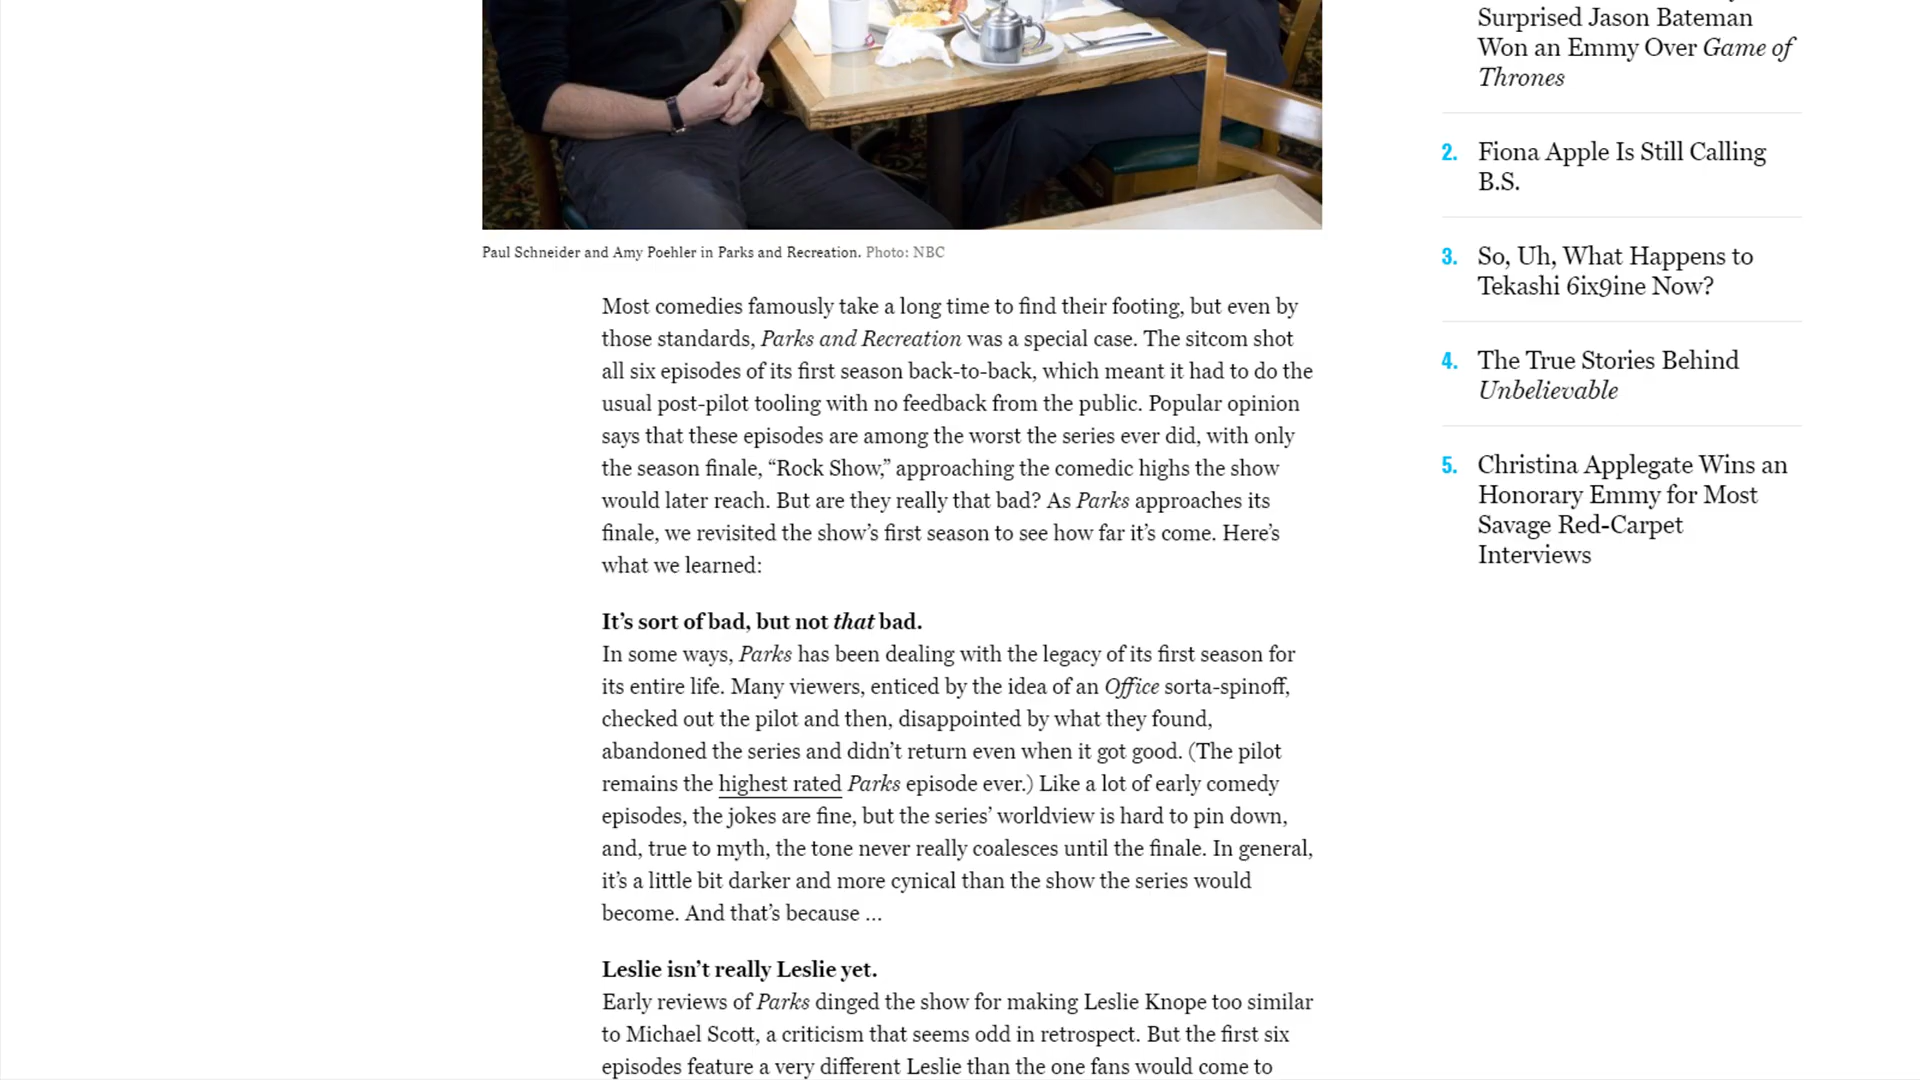 Surprised Jason Bateman
Won an Emmy Over Game of
Thrones
2. Fiona Apple Is Still Calling
B.S.
3. So, Uh, What Happens to
Tekashi 6ix9ine Now?
4. The True Stories Behind
Unbelievable
5. Christina Applegate Wins an
Honorary Emmy for Most
Savage Red-Carpet
Interviews
Paul Schneider and Amy Poehler in Parks and Recreation. Photo: NBC
Most comedies famously take a long time to find their footing, but even by
those standards, Parks and Recreation was a special case. The sitcom shot
all six episodes of its first season back-to-back, which meant it had to do the
usual post-pilot tooling with no feedback from the public. Popular opinion
says that these episodes are among the worst the series ever did, with only
the season finale, “Rock Show,” approaching the comedic highs the show
would later reach. But are they really that bad? As Parks approaches its
finale, we revisited the show’s first season to see how far it’s come. Here’s
what we learned:
It’s sort of bad, but not that bad.
In some ways, Parks has been dealing with the legacy of its first season for
its entire life. Many viewers, enticed by the idea of an Office sorta-spinoff,
checked out the pilot and then, disappointed by what they found,
abandoned the series and didn’t return even when it got good. (The pilot
remains the highest rated Parks episode ever.) Like a lot of early comedy
episodes, the jokes are fine, but the series’ worldview is hard to pin down,
and, true to myth, the tone never really coalesces until the finale. In general,
it’s a little bit darker and more cynical than the show the series would
become. And that’s because ...
Leslie isn’t really Leslie yet.
Early reviews of Parks dinged the show for making Leslie Knope too similar
to Michael Scott, a criticism that seems odd in retrospect. But the first six
episodes feature a very different Leslie than the one fans would come to